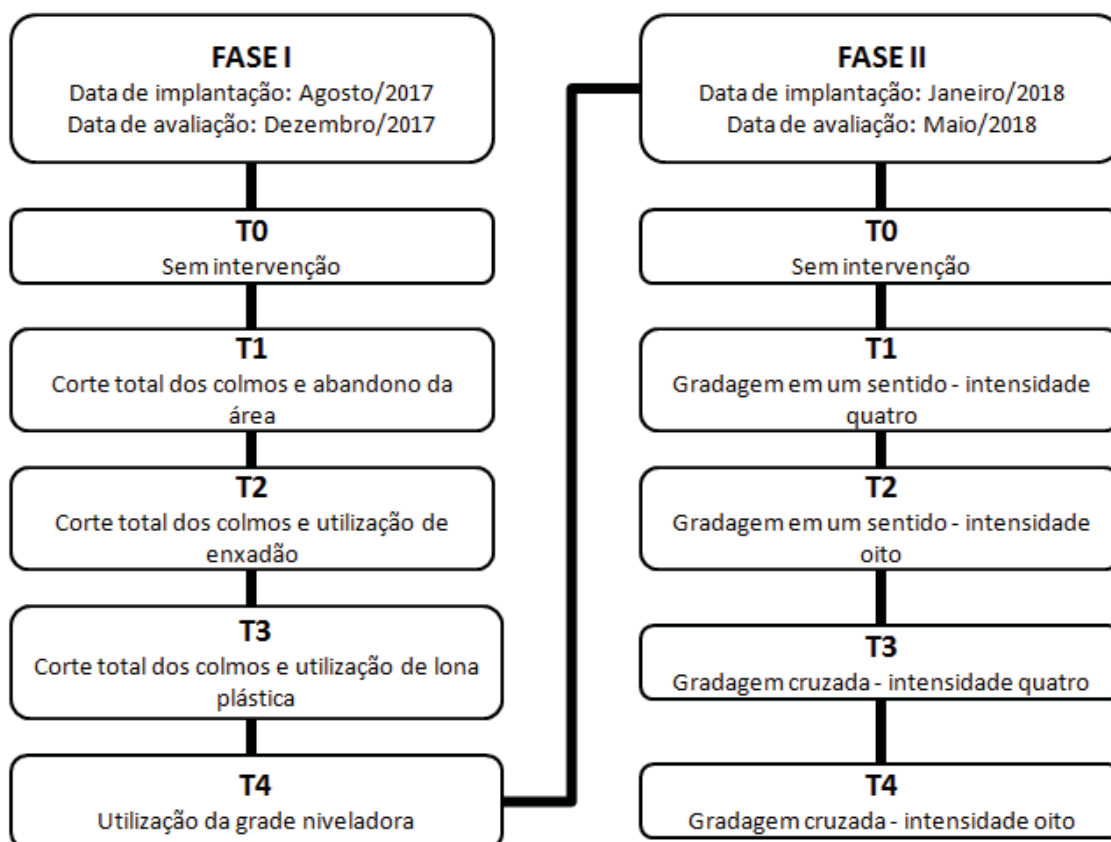 FASE I
Data de implantação: Agosto/2017
Data de avaliação: Dezembro/2017
T0
Sem intervenção
T1
Corte total dos colmos e abandono da
área
T2
Corte total dos colmos e utilização de
enxadão
T3
Corte total dos colmos e utilização de lona
plástica
T4
Utilização da grade niveladora
FASE II
Data de implantação: Janeiro/2018
Data de avaliação: Maio/2018
T0
Sem intervenção
T1
Gradagem em um sentido - intensidade
quatro
T2
Gradagem em um sentido - intensidade
oito
T3
Gradagem cruzada - intensidade quatro
T4
Gradagem cruzada - intensidade oito